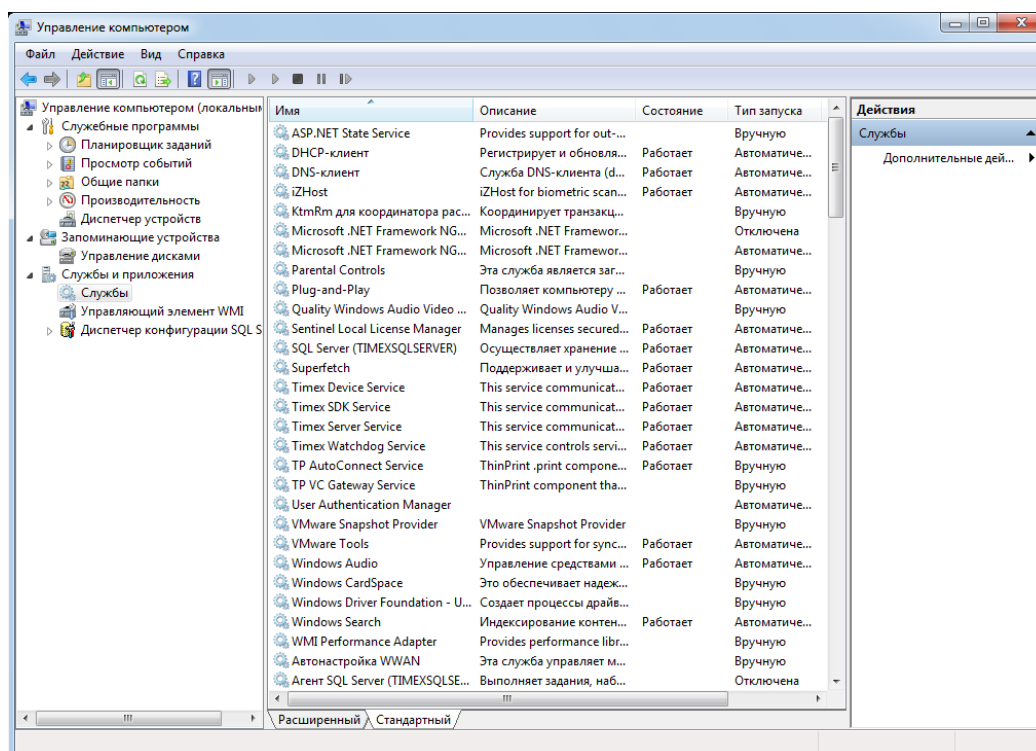 Управление компьютером
Файл Действие Вид Справка
Управление компьютером (локальным
Служебные программы
Планировщик заданий
Просмотр событий
Общие папки
Производительность
Диспетчер устройств
Запоминающие устройства
Управление дисками
Службы и приложения
Службы
Управляющий элемент WMI
Диспетчер конфигурации SQL S
Имя Описание Состояние Тип запуска
ASP.NET State Service Provides support for out-... Вручную
DHCP-клиент Регистрирует и обновля... Работает Автоматиче...
DNS-клиент Служба DNS-клиента (d... Работает Автоматиче...
iZHost iZHost for biometric scan... Работает Автоматиче...
KtmRm для координатора рас... Координирует транзакц... Вручную
Microsoft .NET Framework NG... Microsoft .NET Framewor... Отключена
Microsoft .NET Framework NG... Microsoft .NET Framewor... Автоматиче...
Parental Controls Эта служба является заг... Вручную
Plug-and-Play Позволяет компьютеру ... Работает Автоматиче...
Quality Windows Audio Video ... Quality Windows Audio V... Вручную
Sentinel Local License Manager Manages licenses secured... Работает Автоматиче...
SQL Server (TIMEXSQLSERVER) Осуществляет хранение ... Работает Автоматиче...
Superfetch Поддерживает и улучша... Работает Автоматиче...
Timex Device Service This service communicat... Работает Автоматиче...
Timex SDK Service This service communicat... Работает Автоматиче...
Timex Server Service This service communicat... Работает Автоматиче...
Timex Watchdog Service This service controls servi... Работает Автоматиче...
TP AutoConnect Service ThinPrint .print compone... Работает Вручную
TP VC Gateway Service ThinPrint component tha... Вручную
User Authentication Manager Автоматиче...
VMware Snapshot Provider VMware Snapshot Provider Вручную
VMware Tools Provides support for sync... Работает Автоматиче...
Windows Audio Управление средствами ... Работает Автоматиче...
Windows CardSpace Это обеспечивает надеж... Вручную
Windows Driver Foundation - U... Создает процессы драйв... Вручную
Windows Search Индексирование контен... Работает Автоматиче...
WMI Performance Adapter Provides performance libr... Вручную
Автонастройка WWAN Эта служба управляет м... Вручную
Агент SQL Server (TIMEXSQLSE... Выполняет задания, наб... Отключена
Расширенный Стандартный
Действия
Службы
Дополнительные дей...